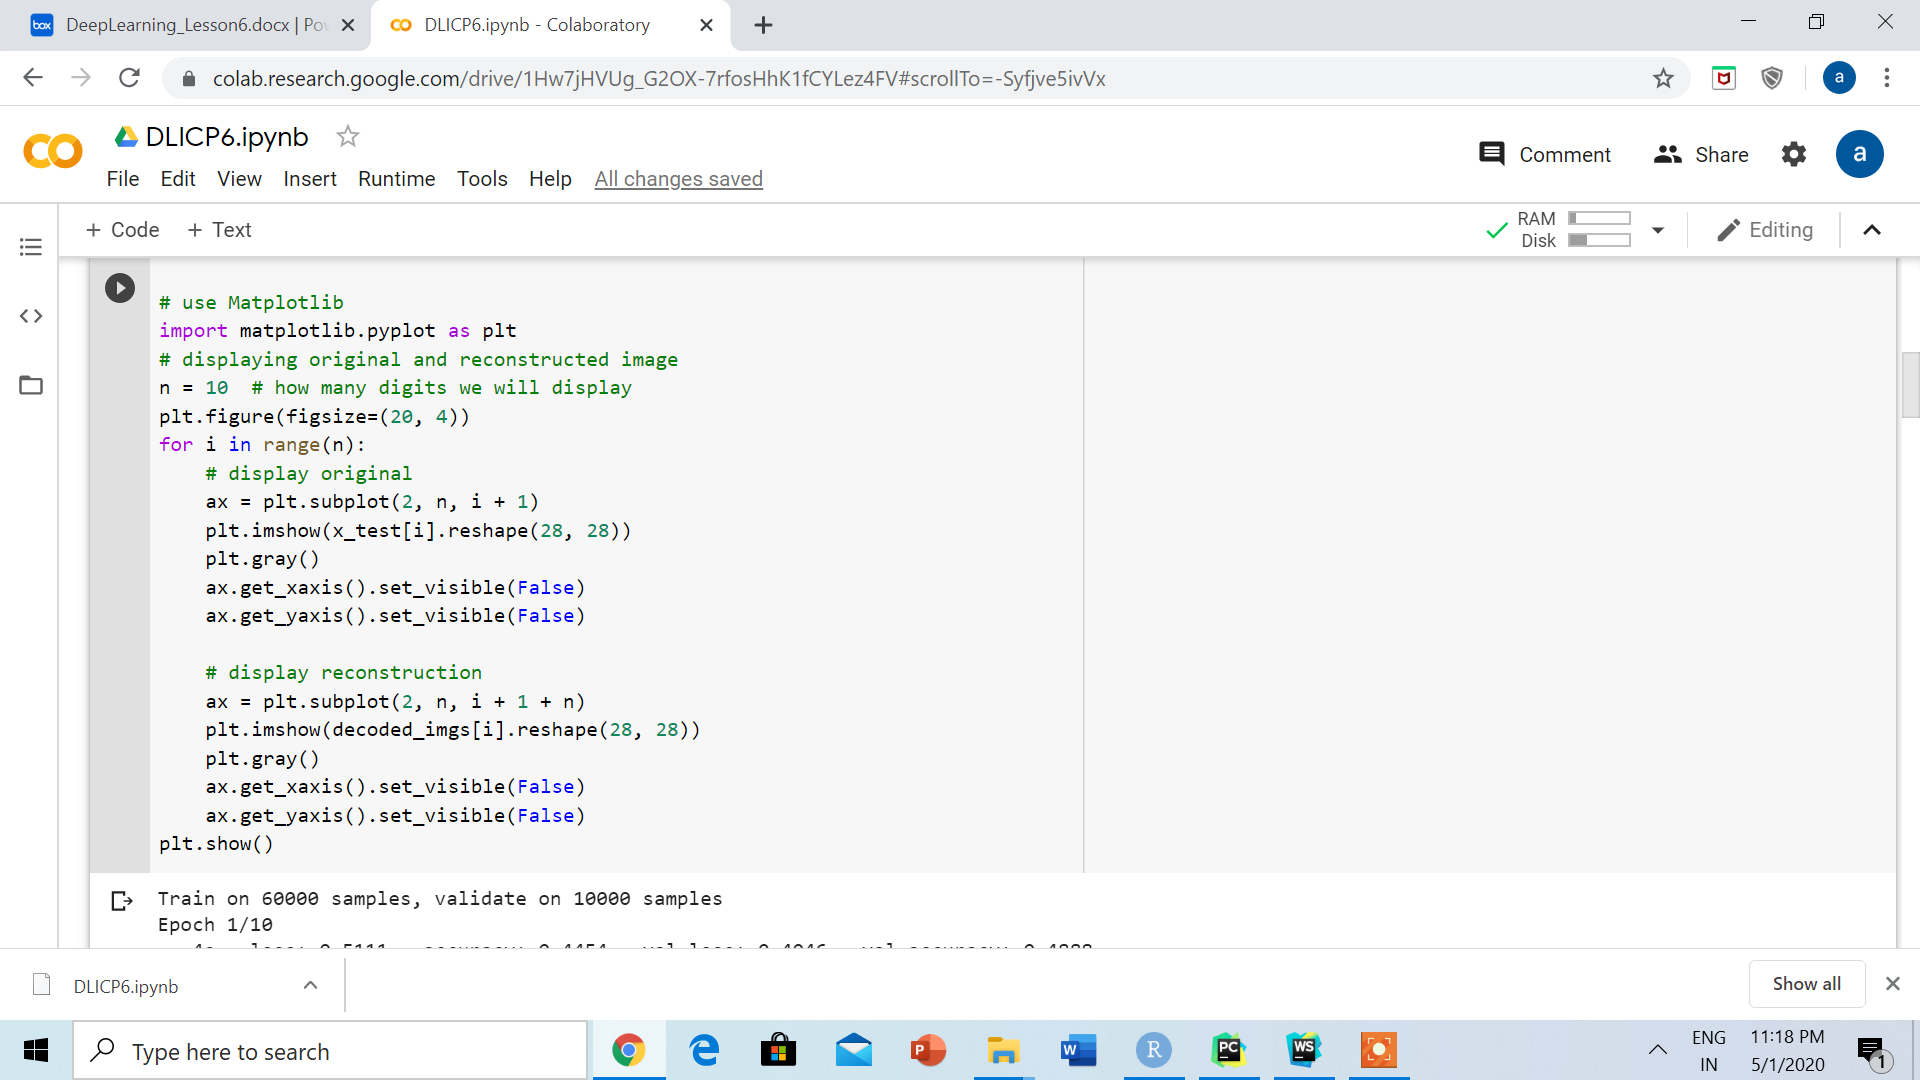 DeepLearning_Lesson6.docx | Po
DLICP6.ipynb - Colaboratory
colab.research.google.com/drive/1Hw7jHVUg_G2OX-7rfosHhK1fCYLez4FV#scrollTo=-Syfjve5ivVx
a
DLICP6.ipynb
Comment
Share
a
File Edit View Insert Runtime Tools Help All changes saved
+ Code + Text
RAM
Disk
Editing
# use Matplotlib
import matplotlib.pyplot as plt
# displaying original and reconstructed image
n = 10  # how many digits we will display
plt.figure(figsize=(20, 4))
for i in range(n):
    # display original
    ax = plt.subplot(2, n, i + 1)
    plt.imshow(x_test[i].reshape(28, 28))
    plt.gray()
    ax.get_xaxis().set_visible(False)
    ax.get_yaxis().set_visible(False)
    # display reconstruction
    ax = plt.subplot(2, n, i + 1 + n)
    plt.imshow(decoded_imgs[i].reshape(28, 28))
    plt.gray()
    ax.get_xaxis().set_visible(False)
    ax.get_yaxis().set_visible(False)
plt.show()
Train on 60000 samples, validate on 10000 samples
Epoch 1/10
DLICP6.ipynb
Show all
Type here to search
ENG
IN
11:18 PM
5/1/2020
1